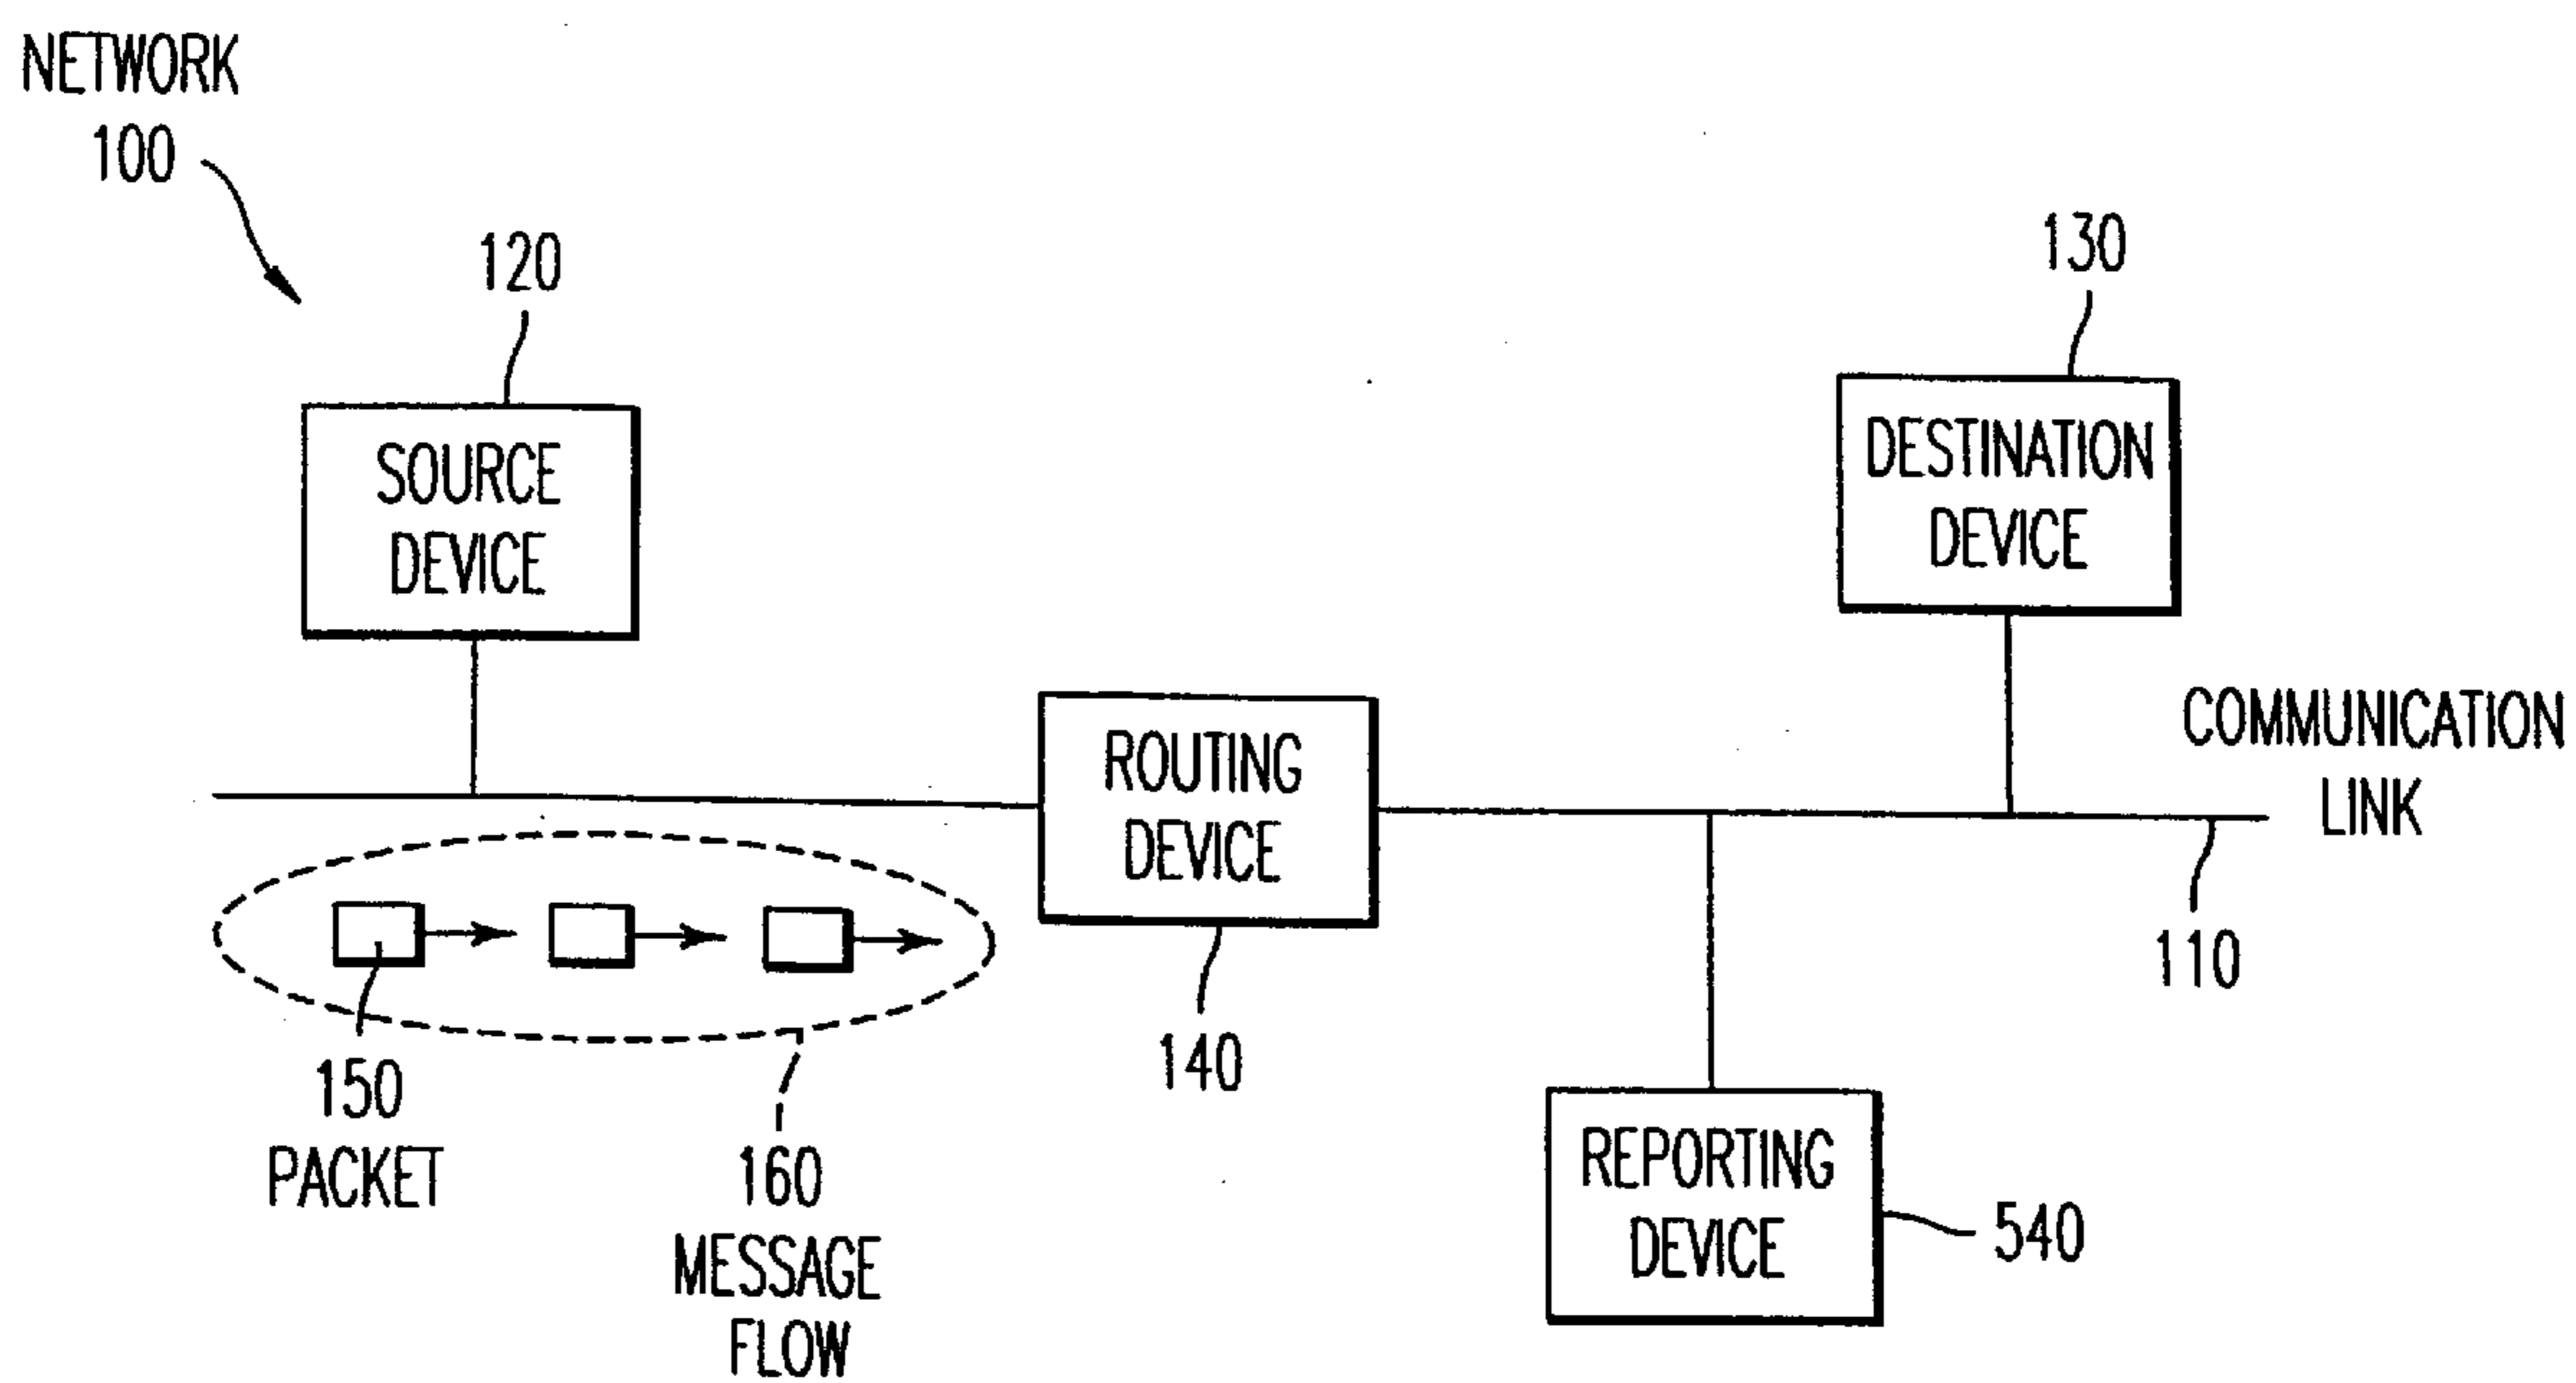 NETWORK
100
120
130
SOURCE
DEVICE
DESTINATION
DEVICE
ROUTING
DEVICE
COMMUNICATION
LINK
110
140
150
PACKET
160
MESSAGE
FLOW
REPORTING
DEVICE
540